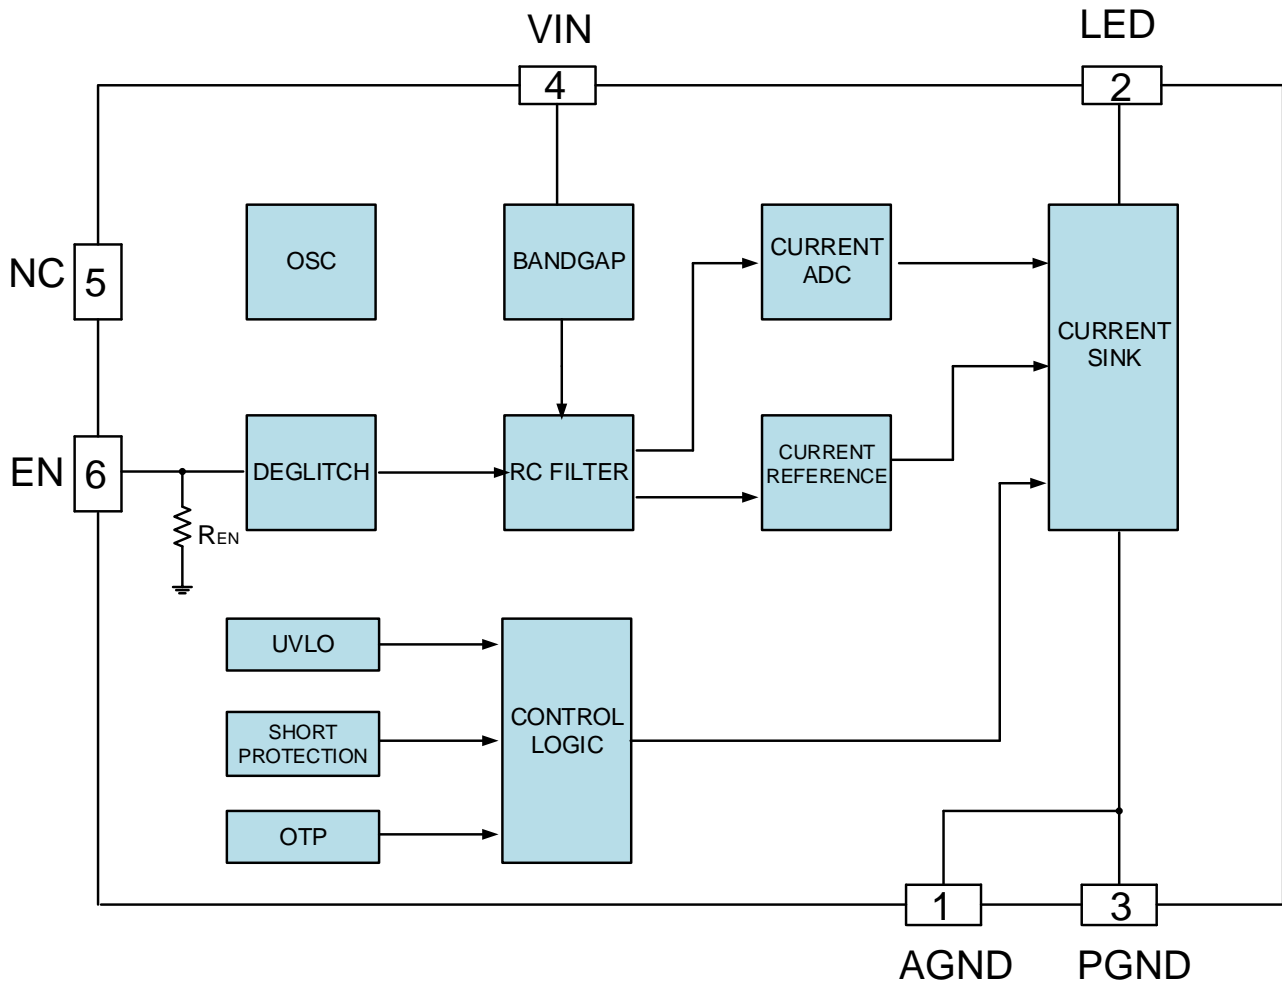 VIN
LED
4
2
OSC
BANDGAP
CURRENT
ADC
NC
5
CURRENT
SINK
EN
6
DEGLITCH
RC FILTER
CURRENT
REFERENCE
REN
UVLO
SHORT
PROTECTION
CONTROL
LOGIC
OTP
1
3
AGND
PGND